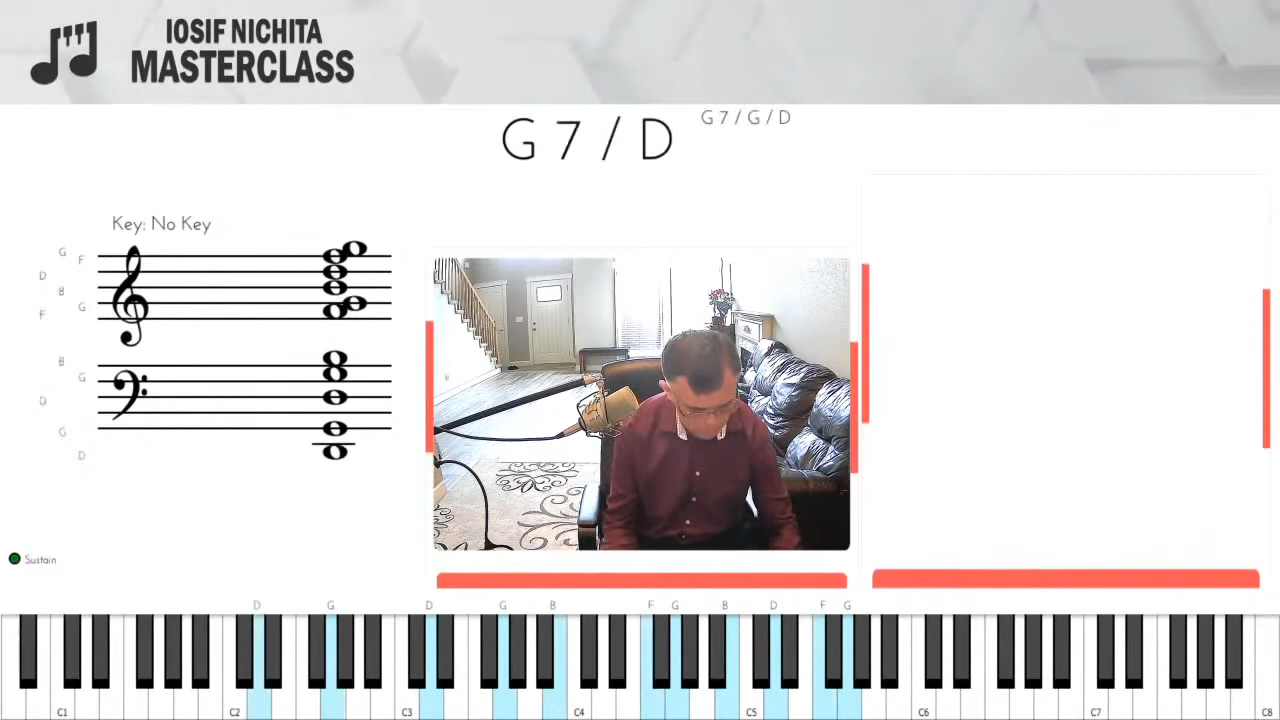 IOSIF NICHITA
MASTERCLASS
G 7 / D
G 7 / G / D
Key: No Key
G
F
D
B
G
F
B
G
D
G
D
Sustain
D G D G B F G B D F G
C1 C2 C3 C4 C5 C6 C7 C8